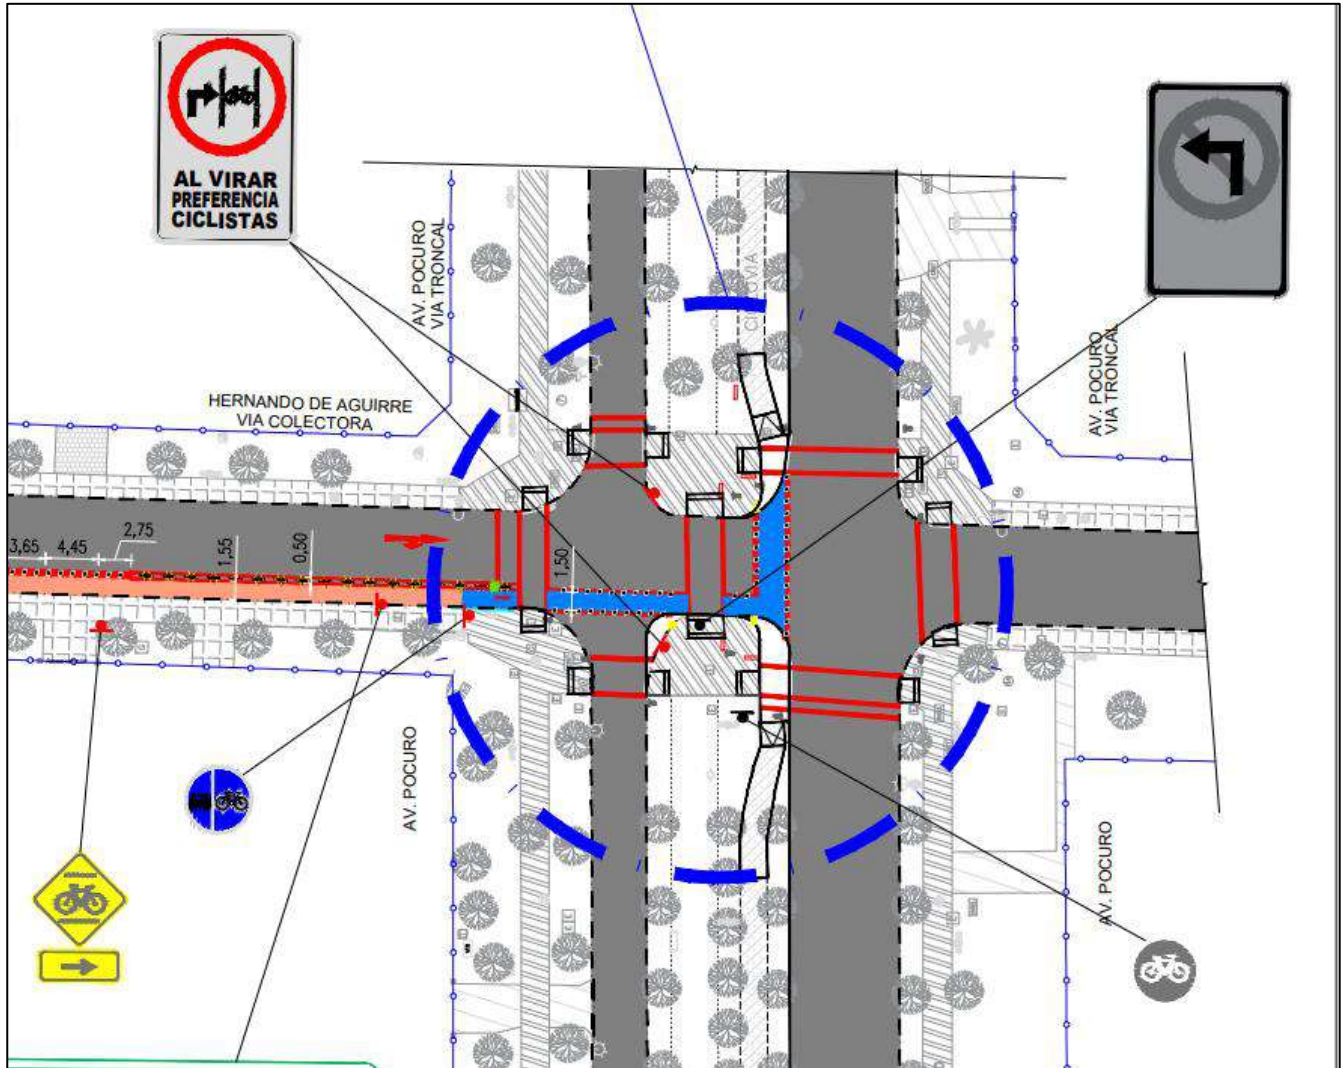 AL VIRAR
PREFERENCIA
CICLISTAS
AV. POCURO
VIA TRONCAL
CICLOVIA
AV. POCURO
VIA TRONCAL
HERNANDO DE AGUIRRE
VIA COLECTORA
3,65
4,45
2,75
1,55
0,50
1,50
AV. POCURO
AV. POCURO